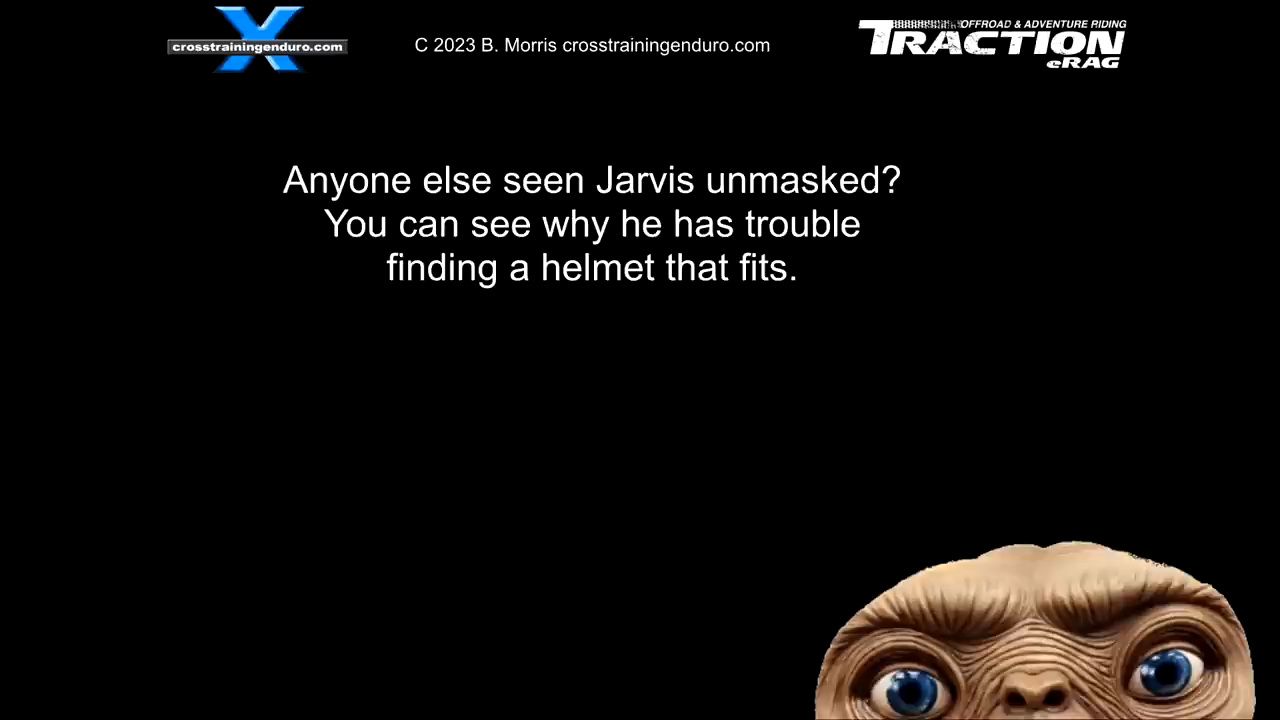 crosstrainingenduro.com
C 2023 B. Morris crosstrainingenduro.com
OFFROAD & ADVENTURE RIDING
TRACTION
eRAG
Anyone else seen Jarvis unmasked?
You can see why he has trouble
finding a helmet that fits.